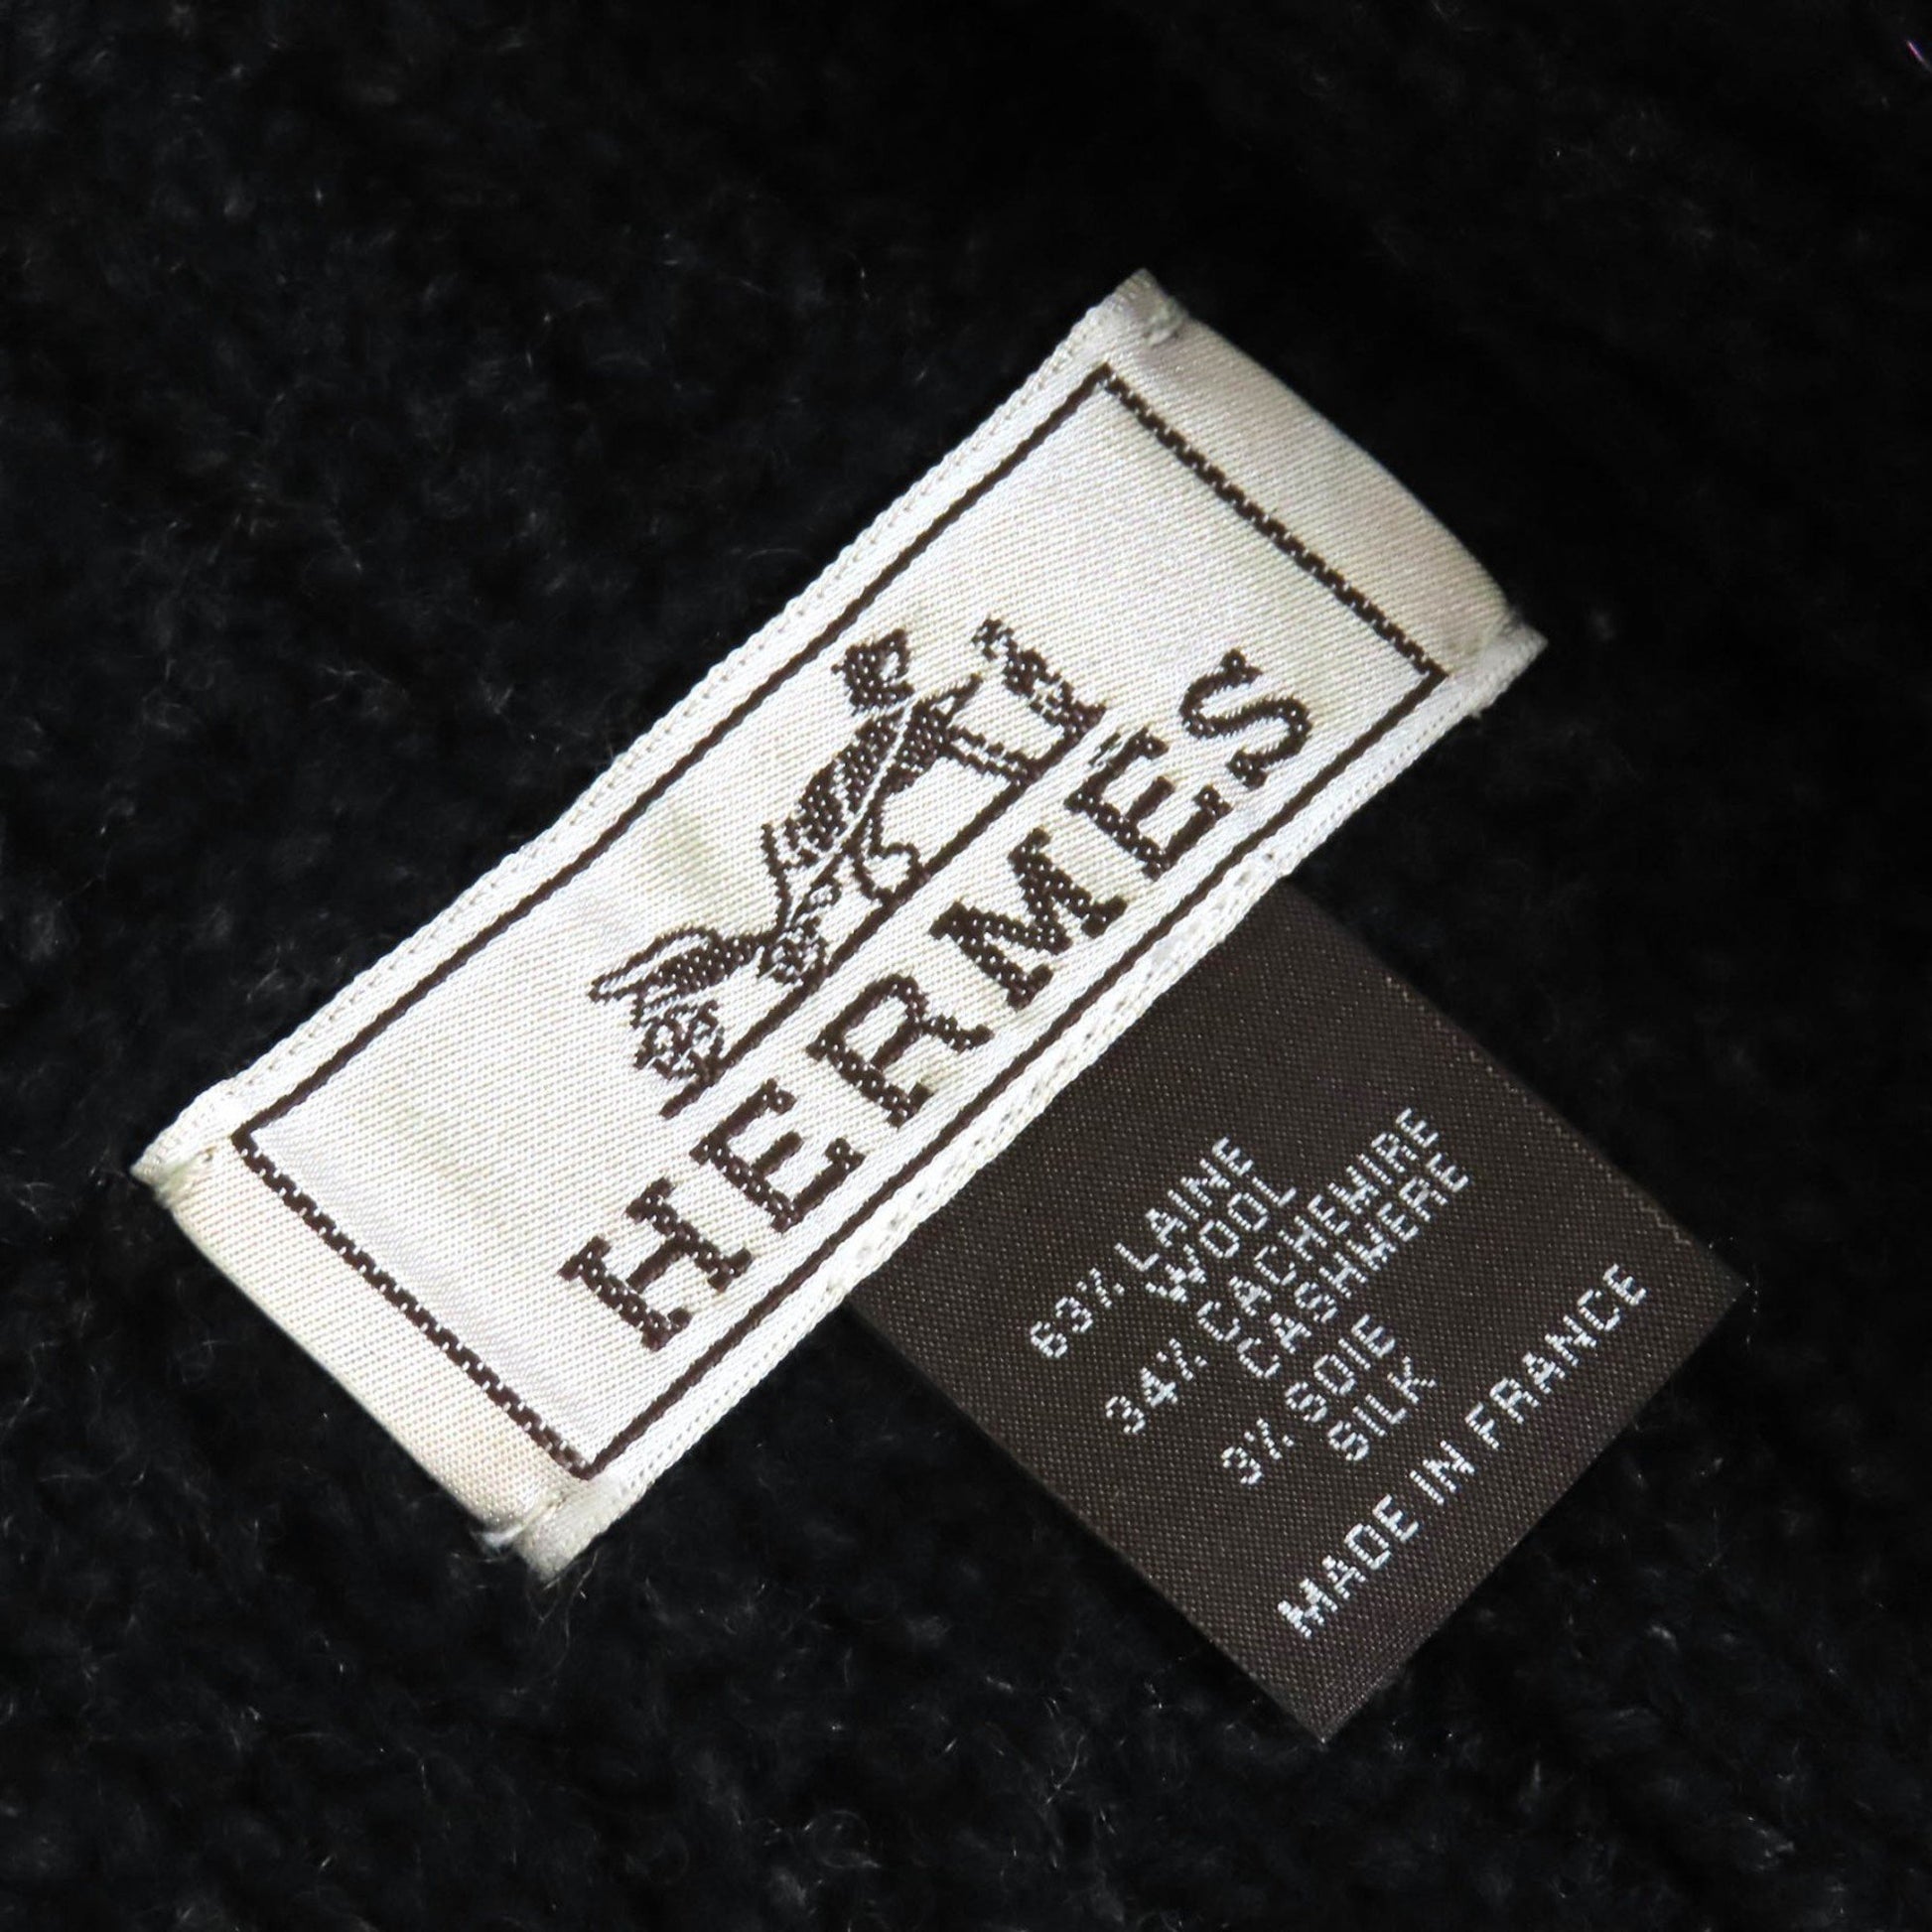 HERMES
63% LAINE
WOOL
34% CACHEMIRE
CASHMERE
3% SOIE
SILK
MADE IN FRANCE